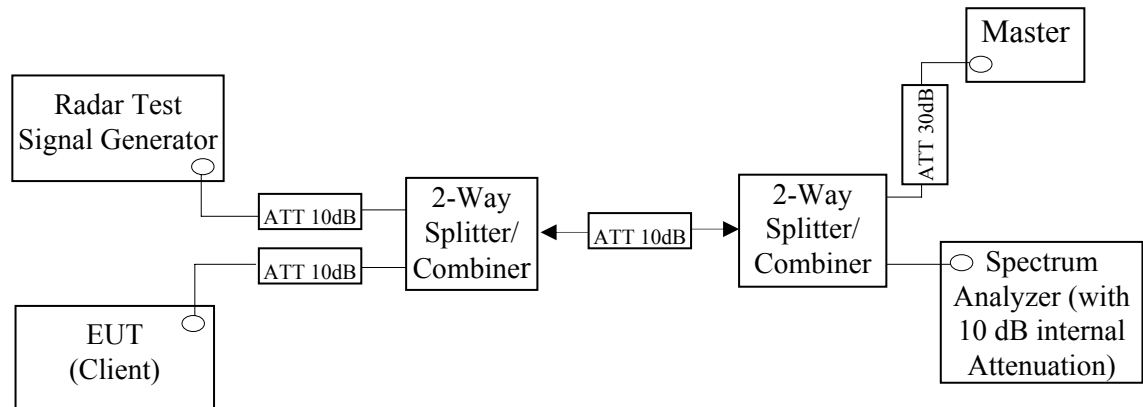 Master
Radar Test
Signal Generator
ATT 30dB
ATT 10dB
2-Way
Splitter/
Combiner
ATT 10dB
2-Way
Splitter/
Combiner
ATT 10dB
EUT
(Client)
Spectrum
Analyzer (with
10 dB internal
Attenuation)